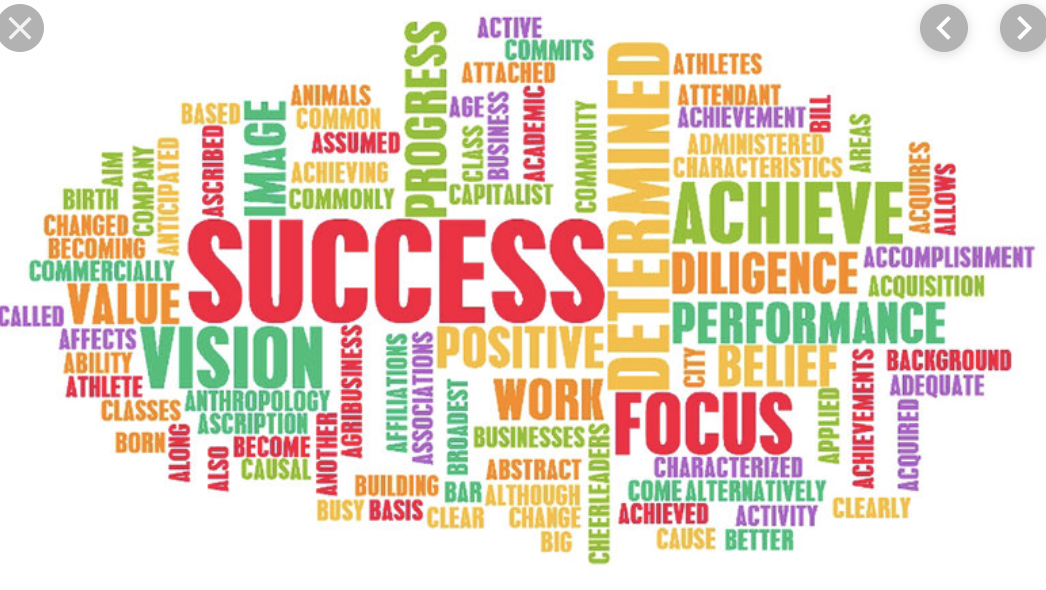 ACTIVE
COMMITS
ATTACHED
PROGRESS
AGE
BUSINESS
CLASS
ACADEMIC
CAPITALIST
COMMUNITY
DETERMINED
ATHLETES
ATTENDANT
ACHIEVEMENT
BILL
ADMINISTERED
CHARACTERISTICS
AREAS
ACQUIRES
ALLOWS
ANIMALS
COMMON
ASSUMED
ACHIEVING
COMMONLY
BASED
IMAGE
ASCRIBED
ANTICIPATED
COMPANY
AIM
BIRTH
CHANGED
BECOMING
COMMERCIALLY
SUCCESS
ACHIEVE
DILIGENCE
ACCOMPLISHMENT
ACQUISITION
CALLED
VALUE
AFFECTS
ABILITY
ATHLETE
VISION
CLASSES
ANTHROPOLOGY
ASCRIPTION
BORN
ALONG
ALSO
BECOME
CAUSAL
ANOTHER
AGRIBUSINESS
AFFILIATIONS
ASSOCIATIONS
POSITIVE
PERFORMANCE
CITY
BELIEF
BACKGROUND
ADEQUATE
ACHIEVEMENTS
ACQUIRED
APPLIED
WORK
FOCUS
BROADEST
BUSINESSES
CHEERLEADERS
ABSTRACT
BUILDING
BAR
ALTHOUGH
BUSY
BASIS
CLEAR
CHANGE
BIG
CHARACTERIZED
COME
ALTERNATIVELY
ACHIEVED
ACTIVITY
CLEARLY
CAUSE
BETTER